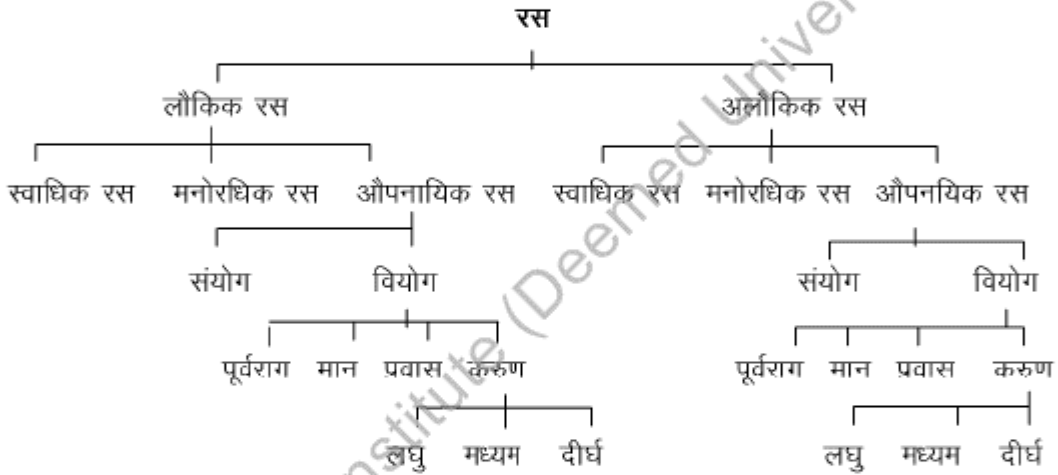 रस
लौकिक रस अलौकिक रस
स्वाधिक रस मनोरधिक रस औपनायिक रस स्वाधिक रस मनोरधिक रस औपनयिक रस
संयोग वियोग संयोग वियोग
पूर्वराग मान प्रवास करुण पूर्वराग मान प्रवास करुण
लघु मध्यम दीर्घ लघु मध्यम दीर्घ
(Deemed